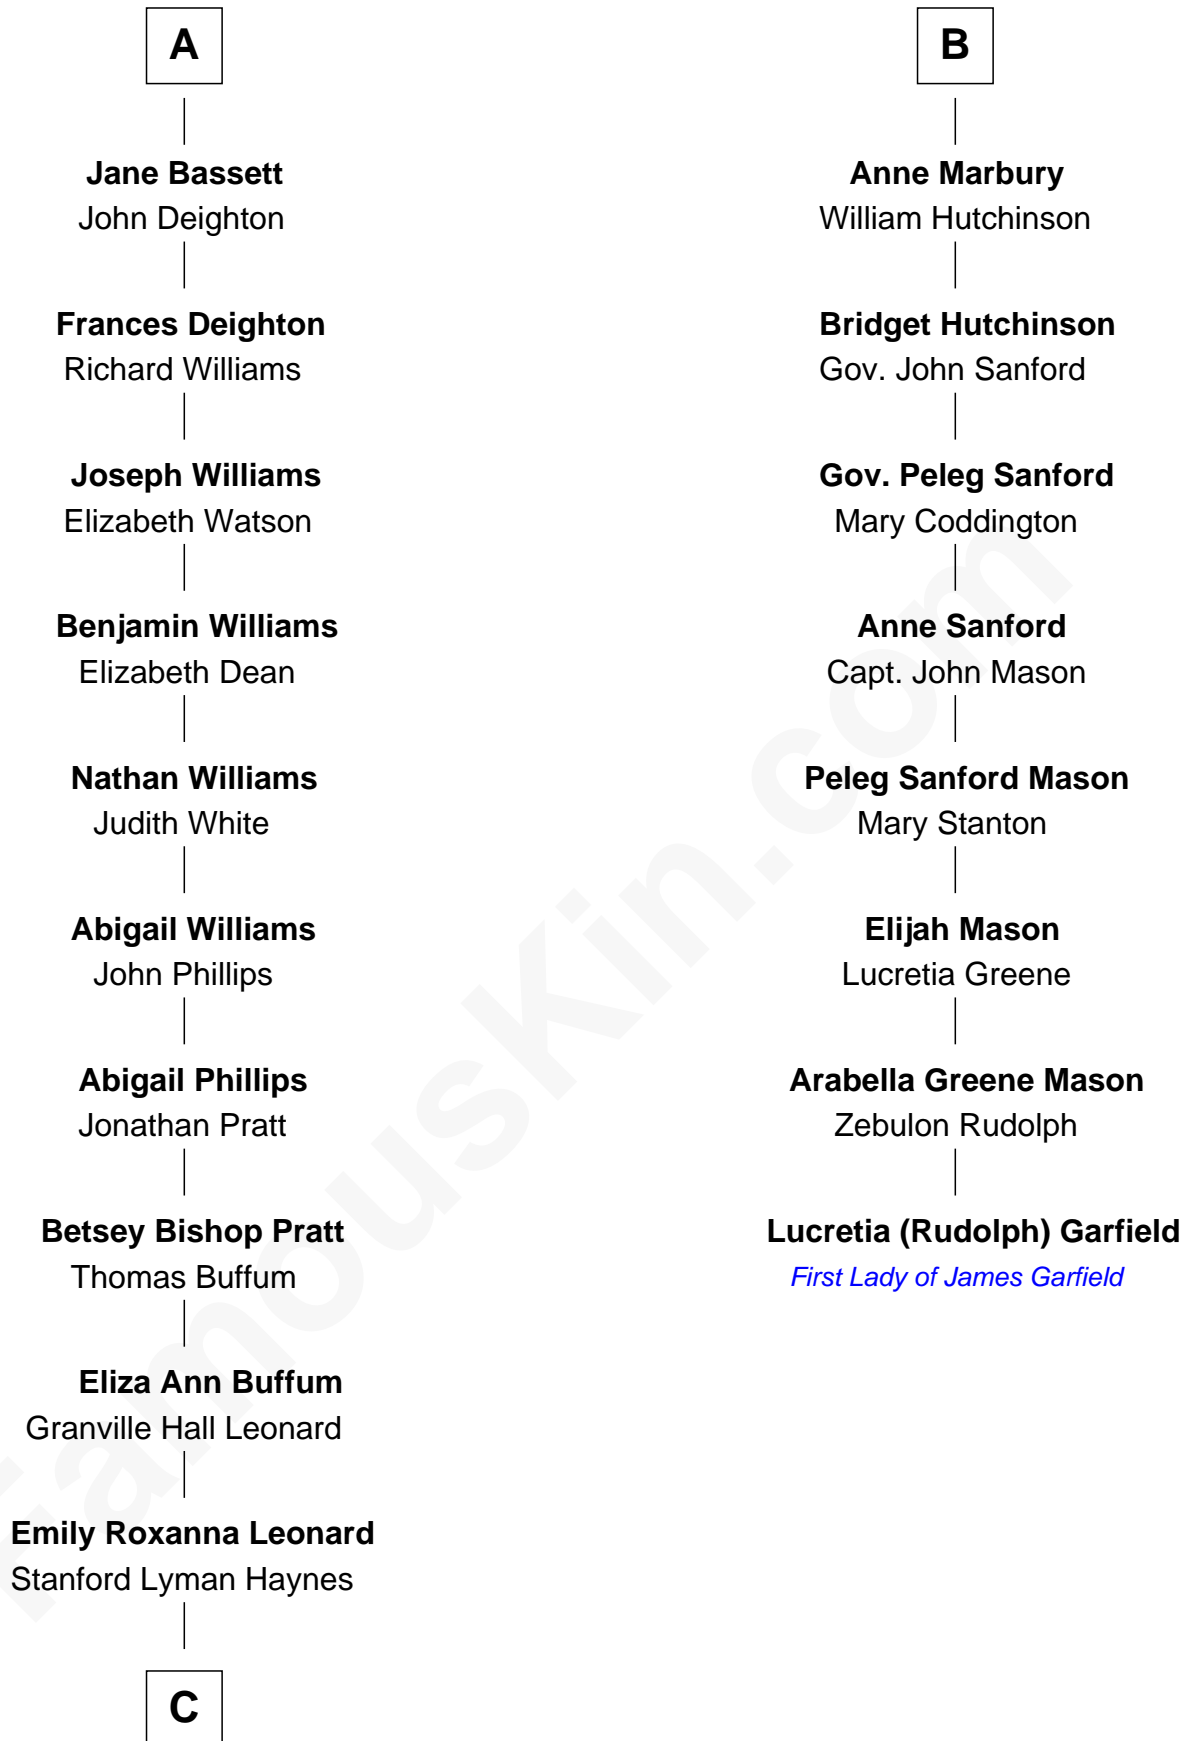 A
Jane Bassett
John Deighton
Frances Deighton
Richard Williams
Joseph Williams
Elizabeth Watson
Benjamin Williams
Elizabeth Dean
Nathan Williams
Judith White
Abigail Williams
John Phillips
Abigail Phillips
Jonathan Pratt
Betsey Bishop Pratt
Thomas Buffum
Eliza Ann Buffum
Granville Hall Leonard
Emily Roxanna Leonard
Stanford Lyman Haynes
C
B
Anne Marbury
William Hutchinson
Bridget Hutchinson
Gov. John Sanford
Gov. Peleg Sanford
Mary Coddington
Anne Sanford
Capt. John Mason
Peleg Sanford Mason
Mary Stanton
Elijah Mason
Lucretia Greene
Arabella Greene Mason
Zebulon Rudolph
Lucretia (Rudolph) Garfield
First Lady of James Garfield
FamousKin.com